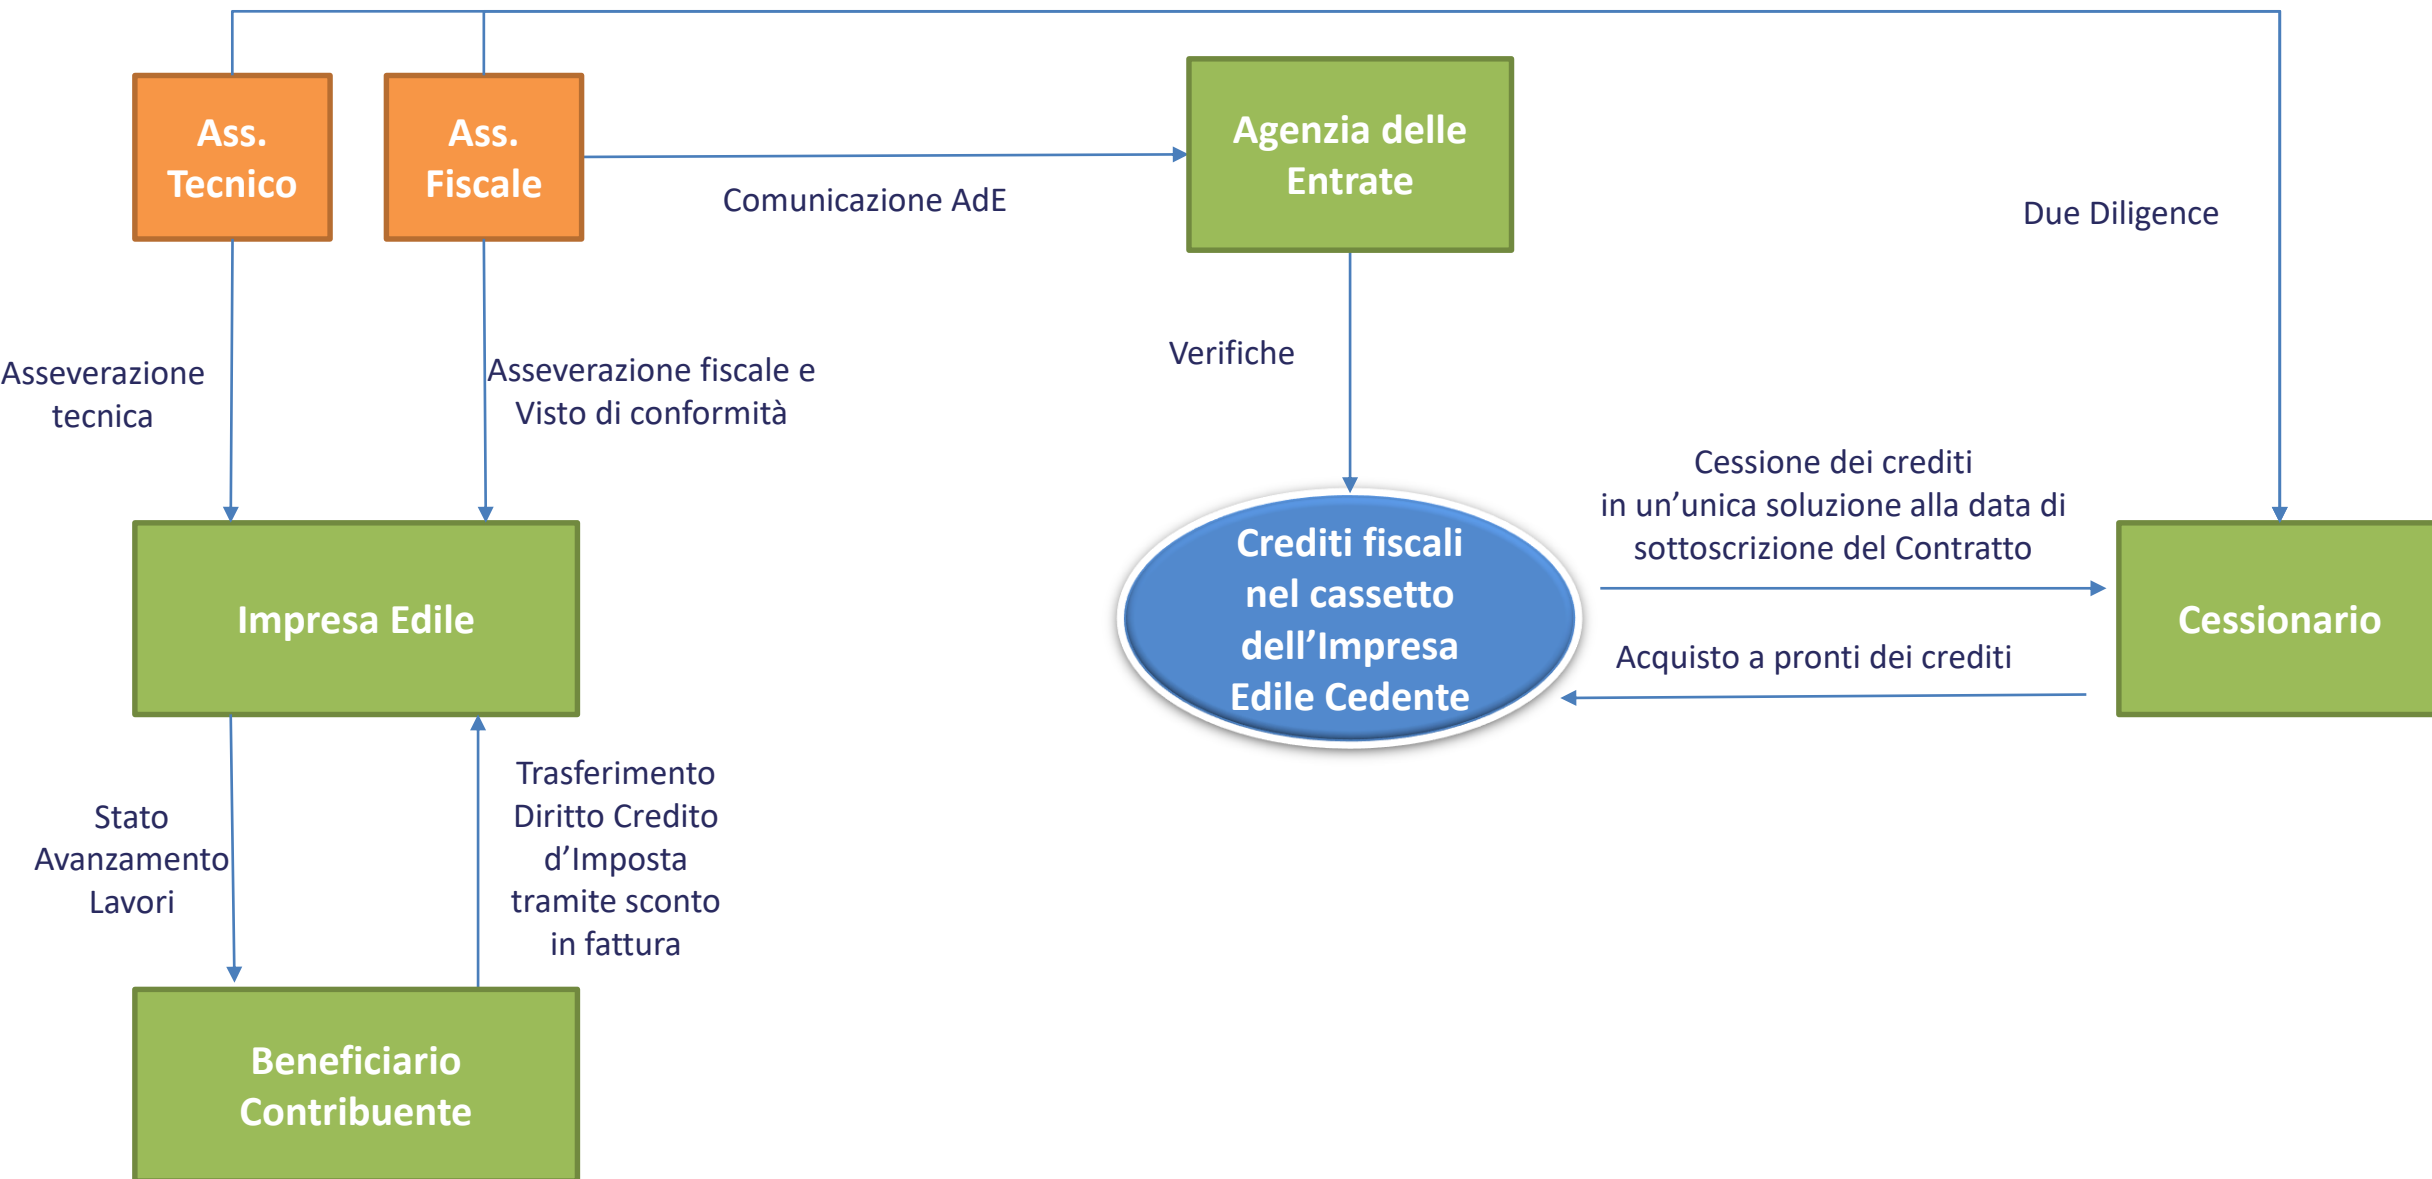 Ass.
Tecnico
Ass.
Fiscale
Comunicazione AdE
Agenzia delle
Entrate
Due Diligence
Asseverazione
tecnica
Asseverazione fiscale e
Visto di conformità
Verifiche
Cessione dei crediti
in un’unica soluzione alla data di
sottoscrizione del Contratto
Impresa Edile
Crediti fiscali
nel cassetto
dell’Impresa
Edile Cedente
Acquisto a pronti dei crediti
Cessionario
Stato
Avanzamento
Lavori
Trasferimento
Diritto Credito
d’Imposta
tramite sconto
in fattura
Beneficiario
Contribuente